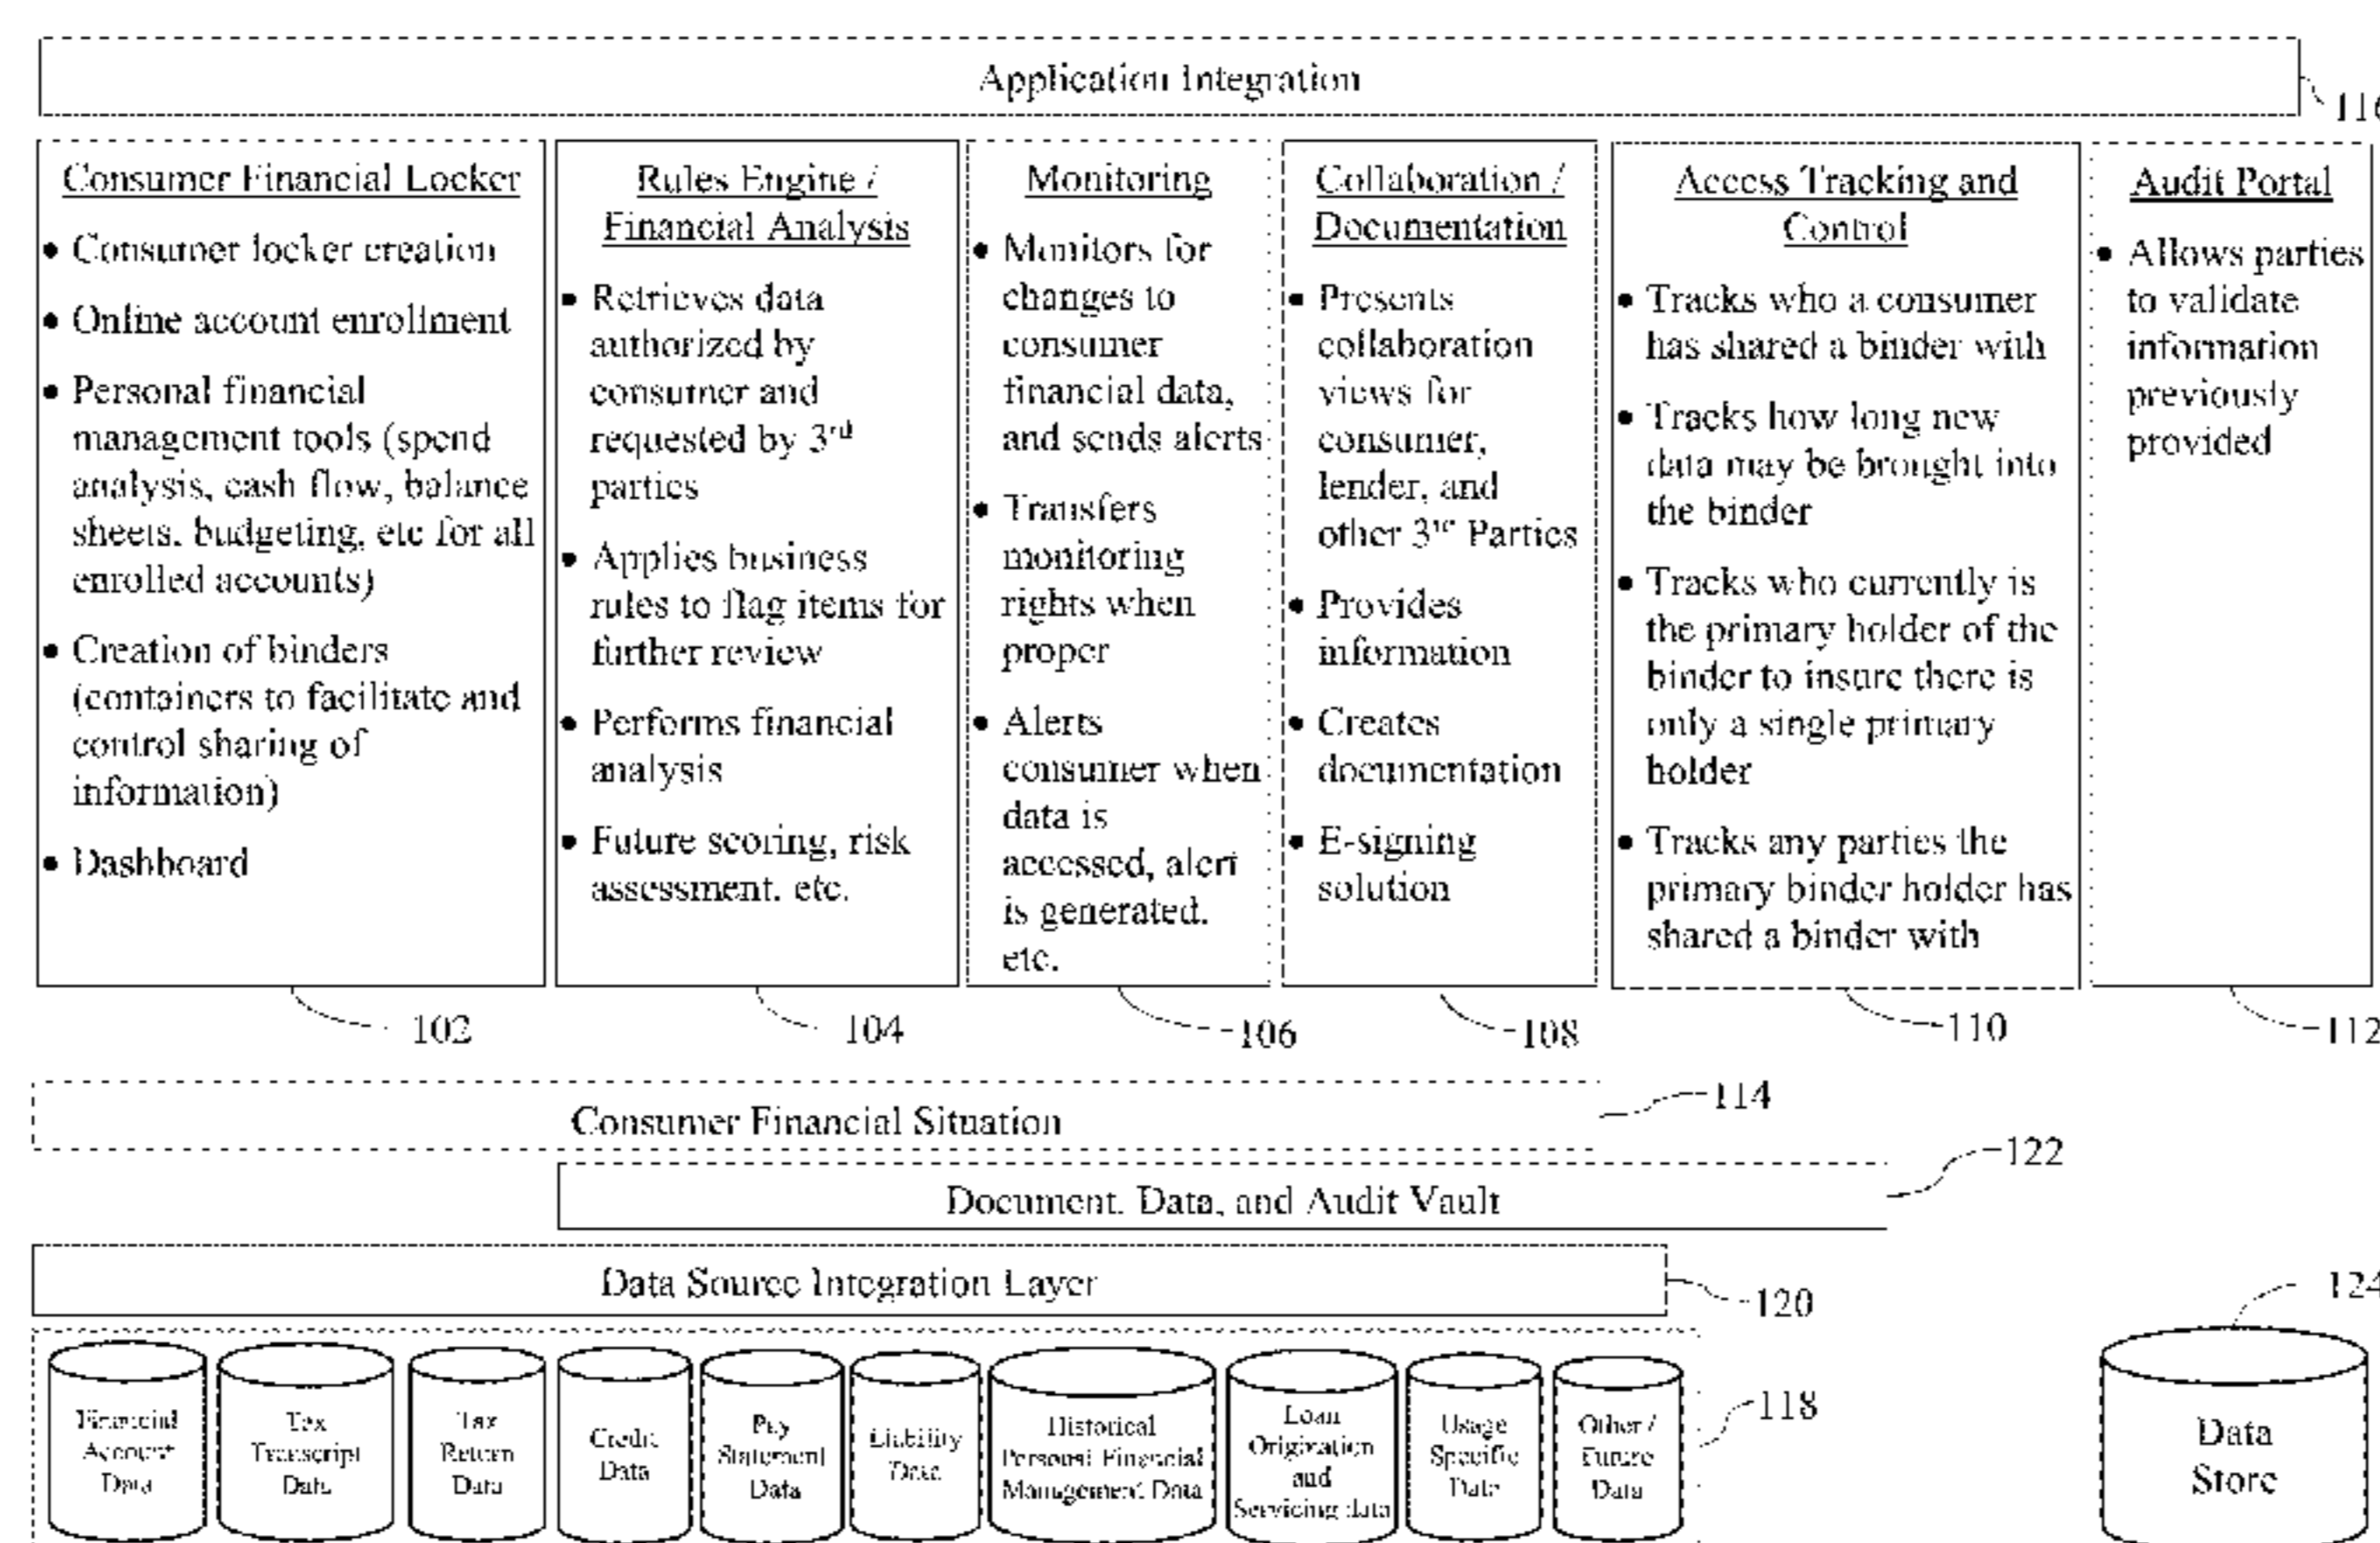 Application Integration
116
Consumer Financial Locker
• Consumer locker creation
• Online account enrollment
• Personal financial
management tools (spend
analysis, cash flow, balance
sheets, budgeting, etc for all
enrolled accounts)
• Creation of binders
(containers to facilitate and
control sharing of
information)
• Dashboard
102
Rules Engine /
Financial Analysis
• Retrieves data
authorized by
consumer and
requested by 3rd
parties
• Applies business
rules to flag items for
further review
• Performs financial
analysis
• Future scoring, risk
assessment, etc.
104
Monitoring
• Monitors for
changes to
consumer
financial data,
and sends alerts
• Transfers
monitoring
rights when
proper
• Alerts
consumer when
data is
accessed, alert
is generated,
etc.
106
Collaboration /
Documentation
• Presents
collaboration
views for
consumer,
lender, and
other 3rd Parties
• Provides
information
• Creates
documentation
• E-signing
solution
108
Access Tracking and
Control
• Tracks who a consumer
has shared a binder with
• Tracks how long new
data may be brought into
the binder
• Tracks who currently is
the primary holder of the
binder to insure there is
only a single primary
holder
• Tracks any parties the
primary binder holder has
shared a binder with
110
Audit Portal
• Allows parties
to validate
information
previously
provided
112
Consumer Financial Situation
114
Document, Data, and Audit Vault
122
Data Source Integration Layer
120
Financial
Account
Data
Tax
Transcript
Data
Tax
Return
Data
Credit
Data
Pay
Statement
Data
Liability
Data
Historical
Personal Financial
Management Data
Loan
Origination
and
Servicing data
Usage
Specific
Data
Other /
Future
Data
118
124
Data
Store